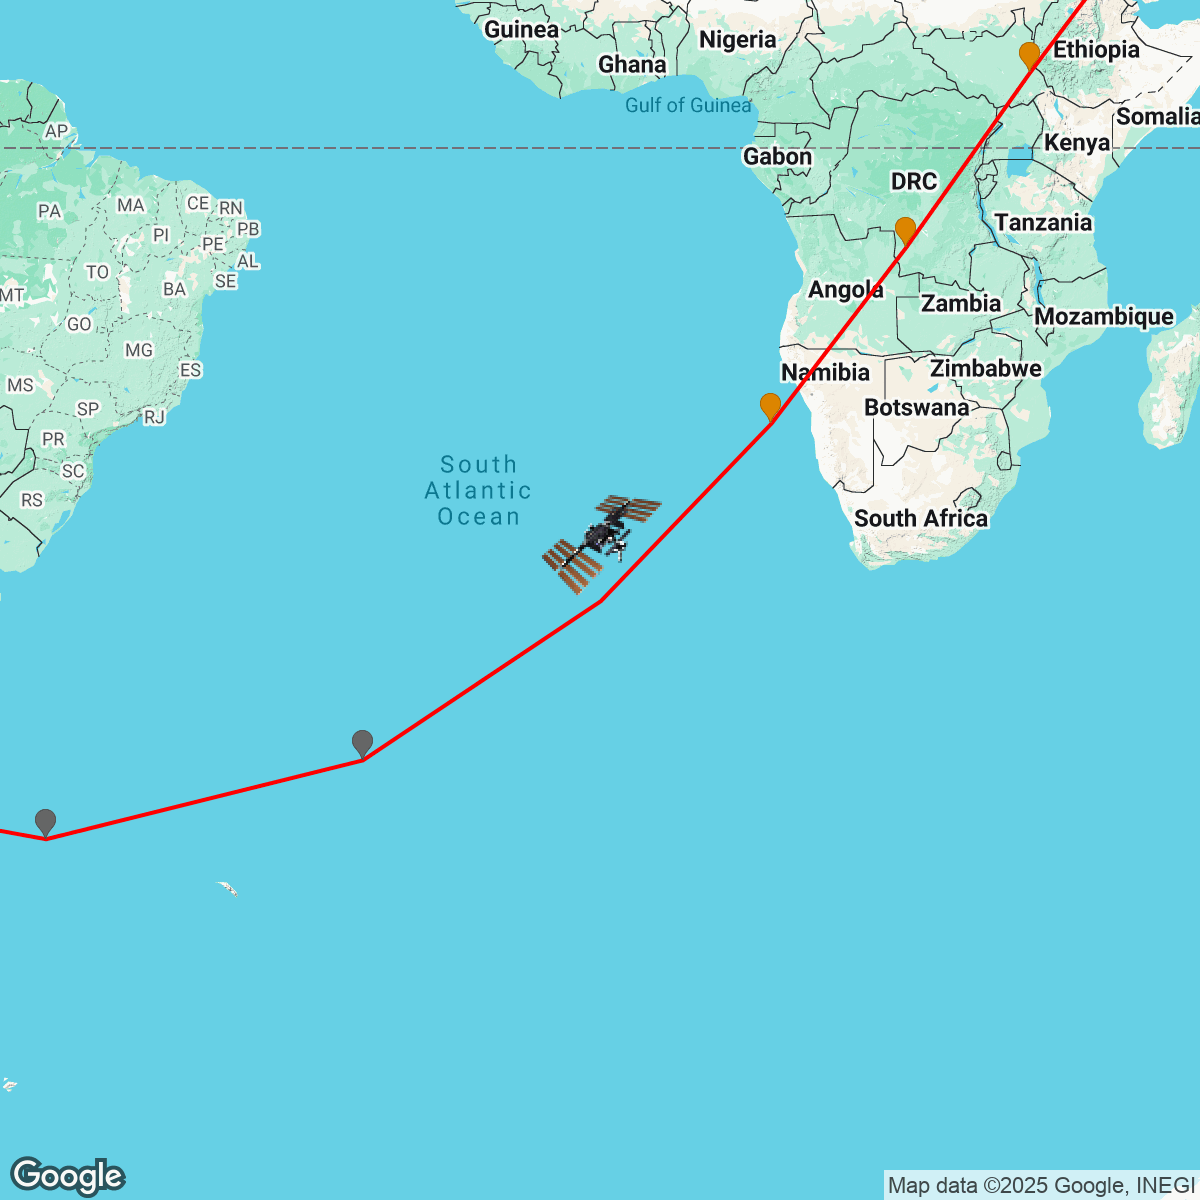 Guinea
Nigeria
Ghana
Ethiopia
Gulf of Guinea
Somalia
AP
Kenya
Gabon
DRC
PA
MA
CE
RN
PI
PE
PB
Tanzania
TO
AL
BA
SE
MT
Angola
Zambia
GO
Mozambique
MG
ES
Zimbabwe
Namibia
MS
SP
RJ
Botswana
PR
SC
RS
South
Atlantic
Ocean
South Africa
Google
Map data ©2025 Google, INEGI